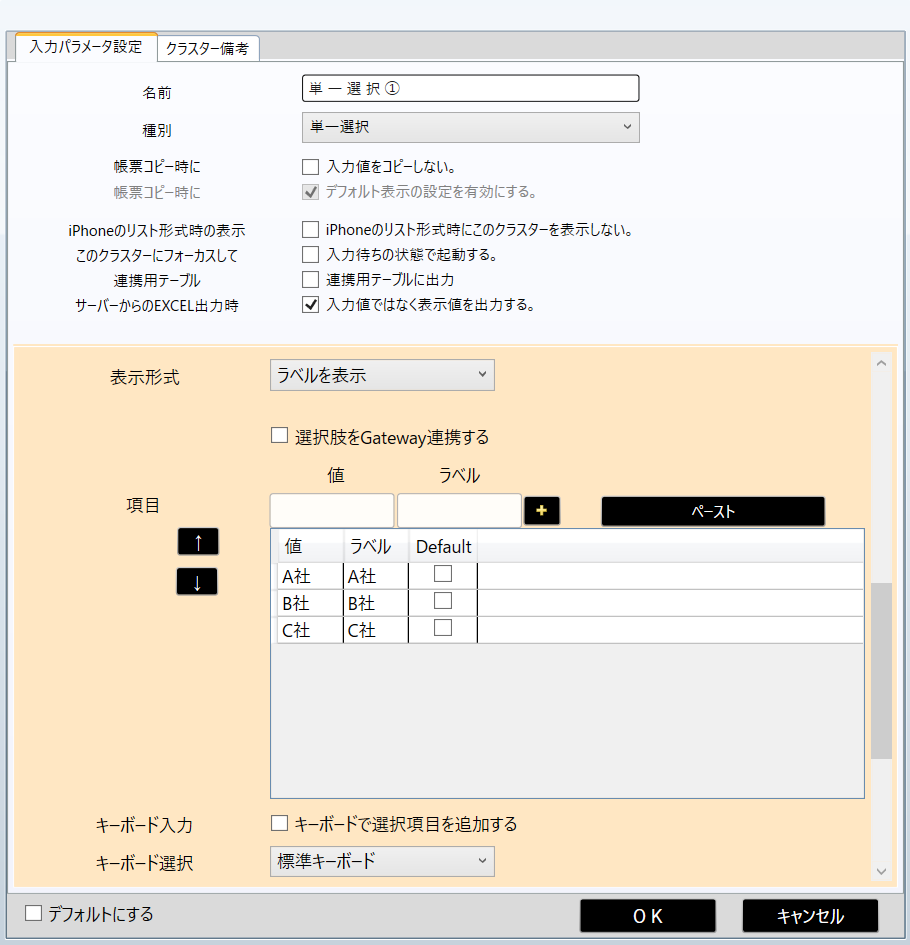 入力パラメータ設定 クラスター備考
名前 単一選択①
種別 単一選択
帳票コピー時に 入力値をコピーしない。
帳票コピー時に デフォルト表示の設定を有効にする。
iPhoneのリスト形式時の表示 iPhoneのリスト形式時にこのクラスターを表示しない。
このクラスターにフォーカスして 入力待ちの状態で起動する。
連携用テーブル 連携用テーブルに出力
サーバーからのEXCEL出力時 入力値ではなく表示値を出力する。
表示形式 ラベルを表示
選択肢をGateway連携する
値 ラベル
項目 + ペースト
↑
↓
値 ラベル Default
A社 A社
B社 B社
C社 C社
キーボード入力 キーボードで選択項目を追加する
キーボード選択 標準キーボード
デフォルトにする OK キャンセル